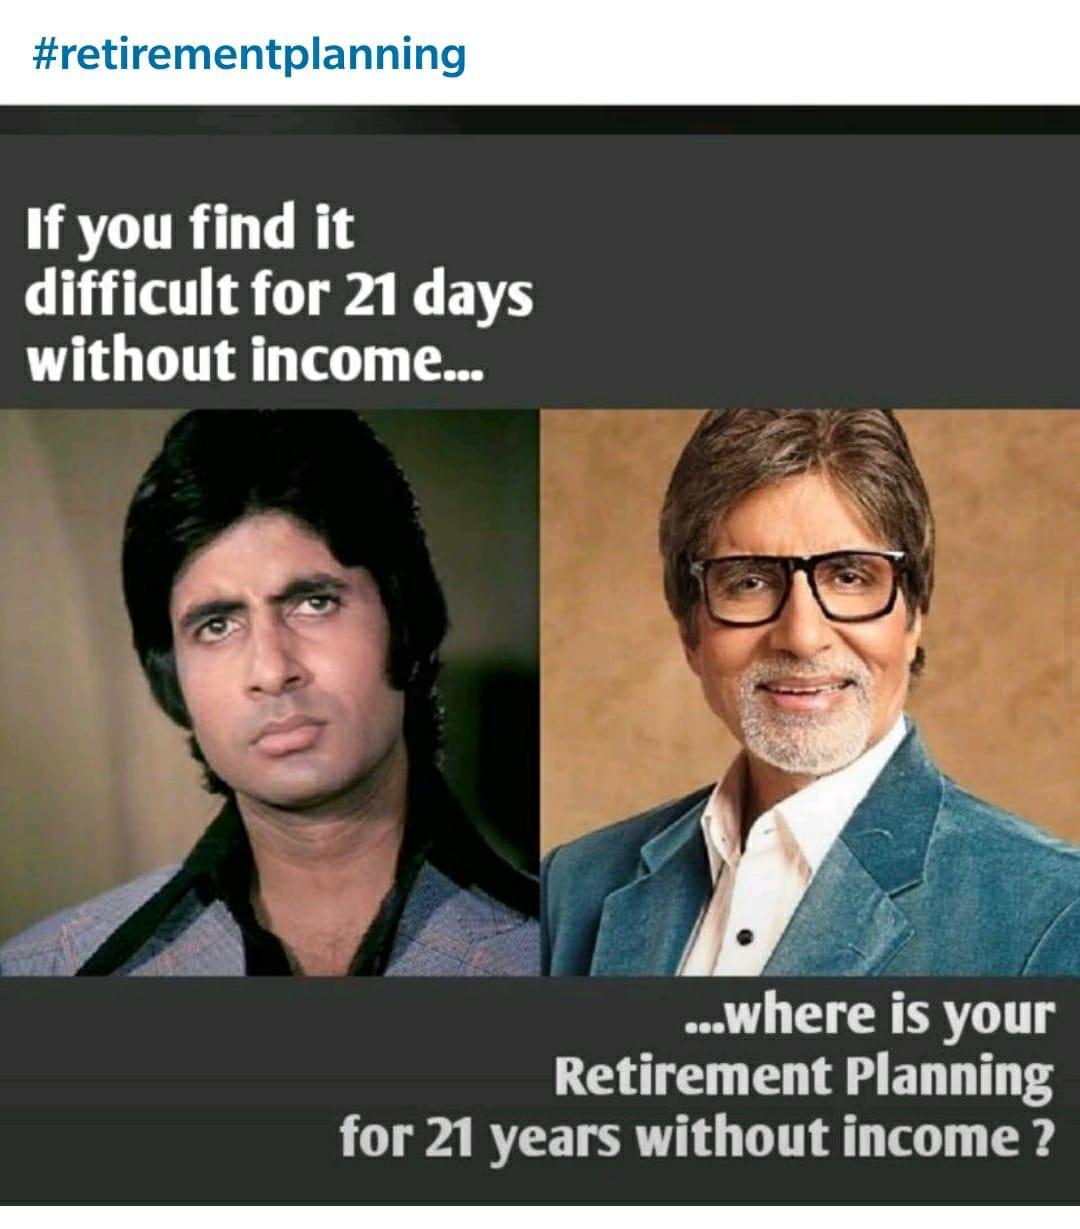 #retirementplanning
If you find it
difficult for 21 days
without income...
...where is your
Retirement Planning
for 21 years without income ?